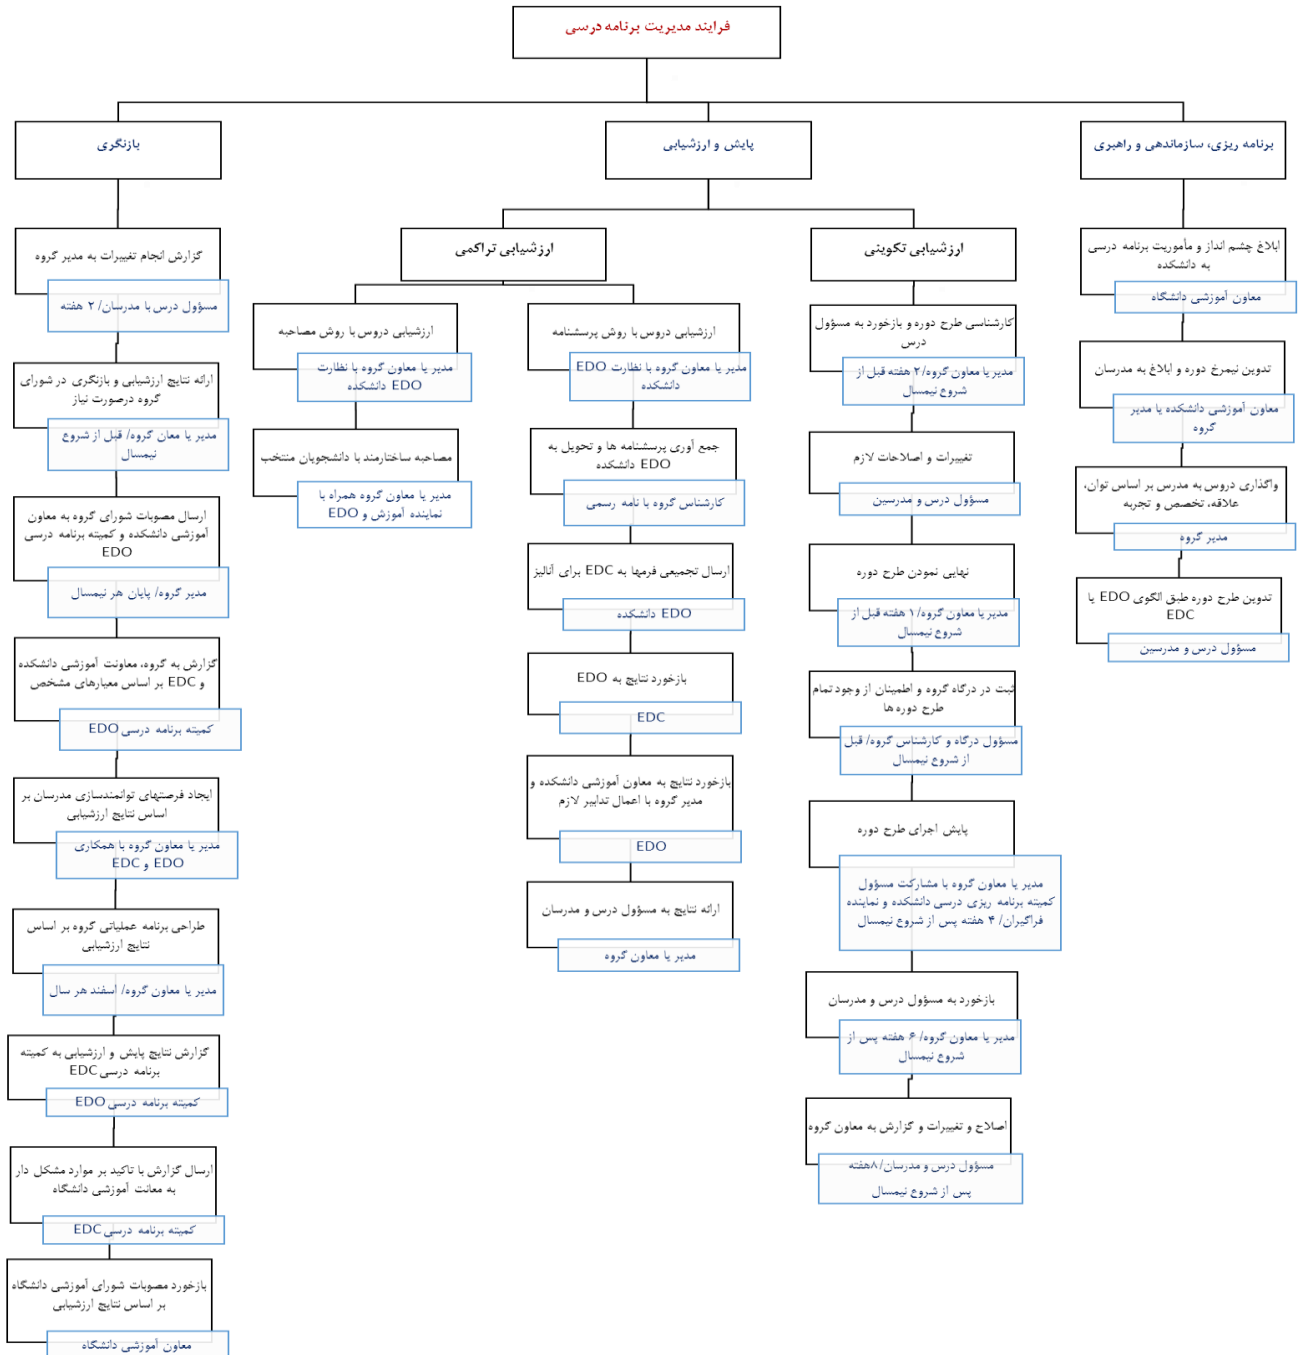 فرایند مدیریت برنامه درسی
برنامه ریزی، سازماندهی و راهبری
ابلاغ چشم انداز و مأموریت برنامه درسی
به دانشکده
معاون آموزشی دانشگاه
تدوین نیمرخ دوره و ابلاغ به مدرسان
معاون آموزشی دانشکده یا مدیر
گروه
واگذاری دروس به مدرس بر اساس توان،
علاقه، تخصص و تجربه
مدیر گروه
تدوین طرح دوره طبق الگوی EDO یا
EDC
مسؤول درس و مدرسین
پایش و ارزشیابی
ارزشیابی تکوینی
کارشناسی طرح دوره و بازخورد به مسؤول
درس
مدیر یا معاون گروه/ ۲ هفته قبل از
شروع نیمسال
تغییرات و اصلاحات لازم
مسؤول درس و مدرسین
نهایی نمودن طرح دوره
مدیر یا معاون گروه/ ۱ هفته قبل از
شروع نیمسال
ثبت در درگاه گروه و اطمینان از وجود تمام
طرح دوره ها
مسؤول درگاه و کارشناس گروه/ قبل
از شروع نیمسال
پایش اجرای طرح دوره
مدیر یا معاون گروه با مشارکت مسؤول
کمیته برنامه ریزی درسی دانشکده و نماینده
فراگیران/ ۴ هفته پس از شروع نیمسال
بازخورد به مسؤول درس و مدرسان
مدیر یا معاون گروه/ ۶ هفته پس از
شروع نیمسال
اصلاح و تغییرات و گزارش به معاون گروه
مسؤول درس و مدرسان/ ۸هفته
پس از شروع نیمسال
ارزشیابی تراکمی
ارزشیابی دروس با روش پرسشنامه
مدیر یا معاون گروه با نظارت EDO
دانشکده
جمع آوری پرسشنامه ها و تحویل به
EDO دانشکده
کارشناس گروه با نامه رسمی
ارسال تجمیعی فرمها به EDC برای آنالیز
EDO دانشکده
بازخورد نتایج به EDO
EDC
بازخورد نتایج به معاون آموزشی دانشکده و
مدیر گروه با اعمال تدابیر لازم
EDO
ارائه نتایج به مسؤول درس و مدرسان
مدیر یا معاون گروه
ارزشیابی دروس با روش مصاحبه
مدیر یا معاون گروه با نظارت
EDO دانشکده
مصاحبه ساختارمند با دانشجویان منتخب
مدیر یا معاون گروه همراه با
نماینده آموزش و EDO
بازنگری
گزارش انجام تغییرات به مدیر گروه
مسؤول درس با مدرسان/ ۲ هفته
ارائه نتایج ارزشیابی و بازنگری در شورای
گروه درصورت نیاز
مدیر یا معان گروه/ قبل از شروع
نیمسال
ارسال مصوبات شورای گروه به معاون
آموزشی دانشکده و کمیته برنامه درسی
EDO
مدیر گروه/ پایان هر نیمسال
گزارش به گروه، معاونت آموزشی دانشکده
و EDC بر اساس معیارهای مشخص
کمیته برنامه درسی EDO
ایجاد فرصتهای توانمندسازی مدرسان بر
اساس نتایج ارزشیابی
مدیر یا معاون گروه با همکاری
EDO و EDC
طراحی برنامه عملیاتی گروه بر اساس
نتایج ارزشیابی
مدیر یا معاون گروه/ اسفند هر سال
گزارش نتایج پایش و ارزشیابی به کمیته
برنامه درسی EDC
کمیته برنامه درسی EDO
ارسال گزارش با تاکید بر موارد مشکل دار
به معانت آموزشی دانشگاه
کمیته برنامه درسی EDC
بازخورد مصوبات شورای آموزشی دانشگاه
بر اساس نتایج ارزشیابی
معاون آموزشی دانشگاه